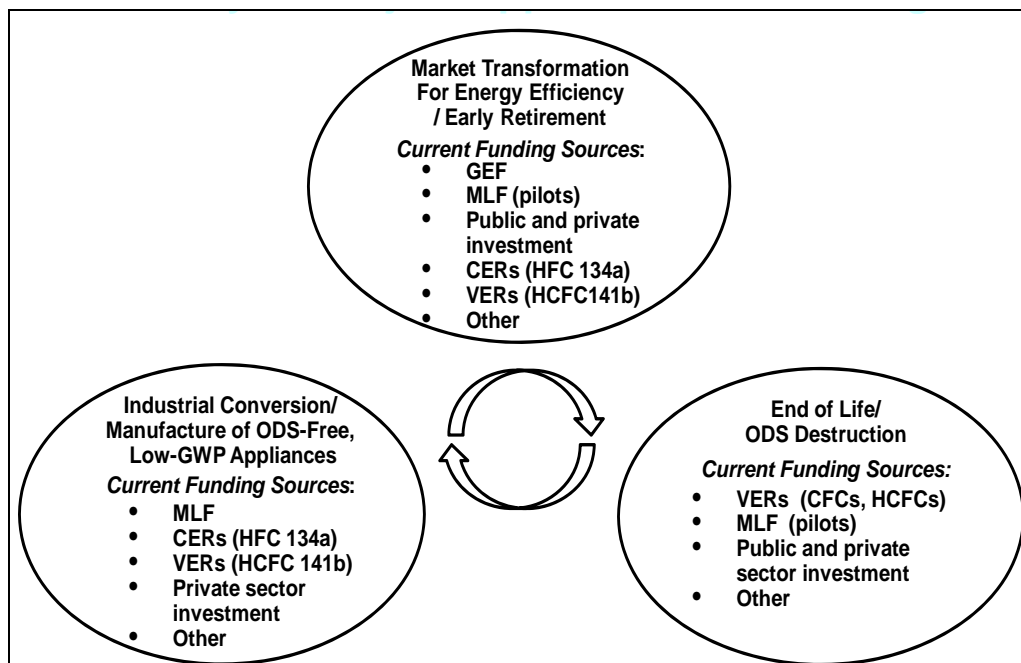 Market Transformation
For Energy Efficiency
/ Early Retirement
Current Funding Sources:
• GEF
• MLF (pilots)
• Public and private
investment
• CERs (HFC 134a)
• VERs (HCFC141b)
• Other
Industrial Conversion/
Manufacture of ODS-Free,
Low-GWP Appliances
Current Funding Sources:
• MLF
• CERs (HFC 134a)
• VERs (HCFC 141b)
• Private sector
investment
• Other
End of Life/
ODS Destruction
Current Funding Sources:
• VERs (CFCs, HCFCs)
• MLF (pilots)
• Public and private
sector investment
• Other